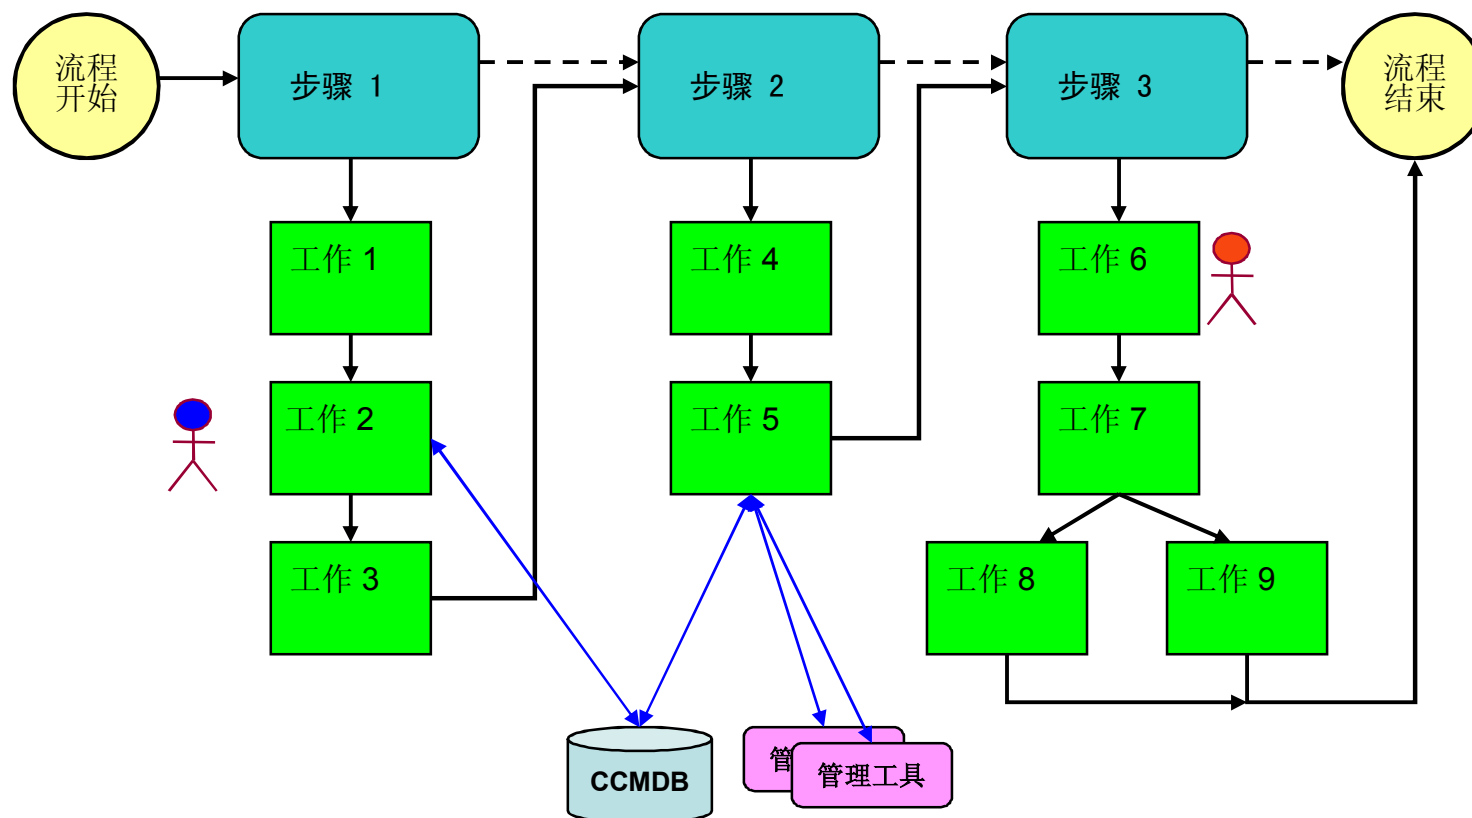 流程
开始
步骤 1
步骤 2
步骤 3
流程
结束
工作 1
工作 4
工作 6
工作 2
工作 5
工作 7
工作 3
工作 8
工作 9
CCMDB
管
管理工具